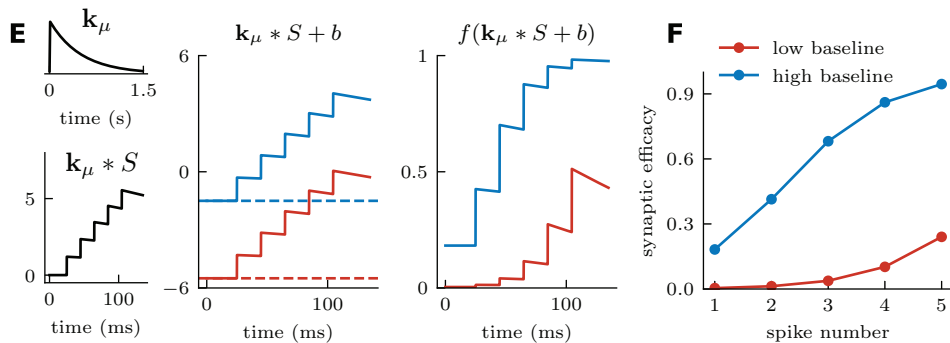 E
𝐤μ
0
1.5
time (s)
𝐤μ ∗ S
5
0
100
time (ms)
𝐤μ ∗ S + b
6
0
−6
0
100
time (ms)
f(𝐤μ ∗ S + b)
1
0.5
0
0
100
time (ms)
F
low baseline
high baseline
synaptic efficacy
0.9
0.6
0.3
0.0
1
2
3
4
5
spike number